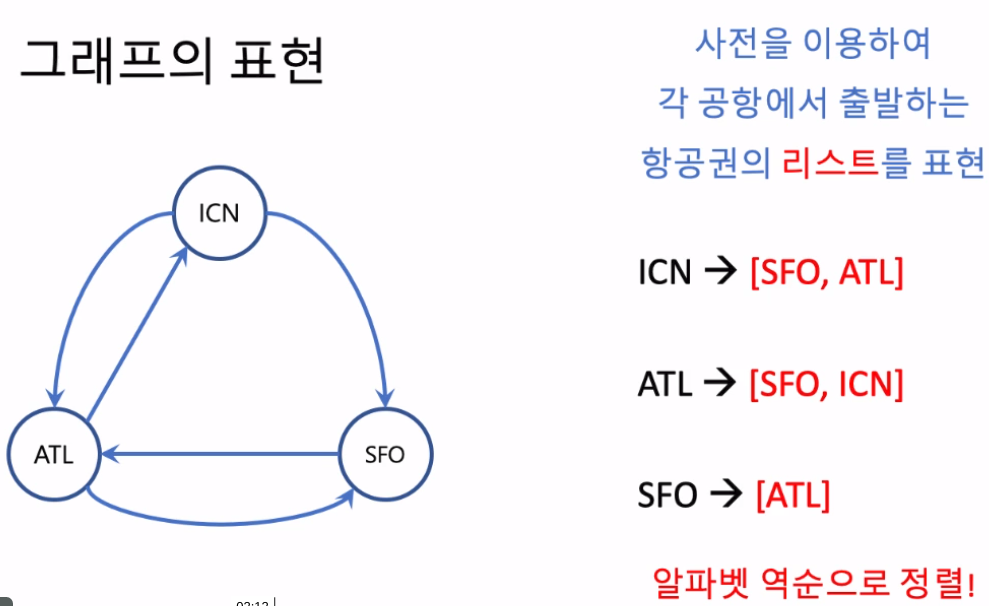 그래프의 표현
사전을 이용하여
각 공항에서 출발하는
항공권의 리스트를 표현
ICN
ATL
SFO
ICN → [SFO, ATL]
ATL → [SFO, ICN]
SFO → [ATL]
알파벳 역순으로 정렬!